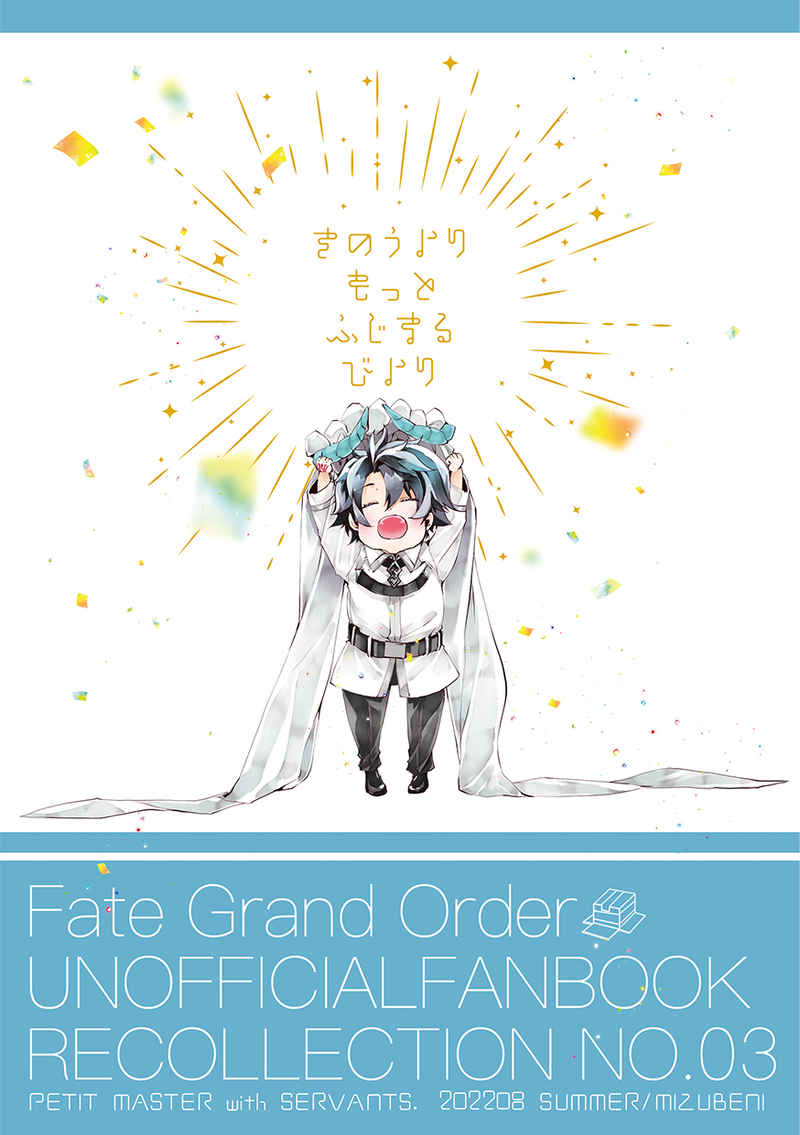 きのうより
もっと
ふじする
びより
Fate Grand Order
UNOFFICIALFANBOOK
RECOLLECTION NO.03
PETIT MASTER with SERVANTS. 202208 SUMMER/MIZUBENI